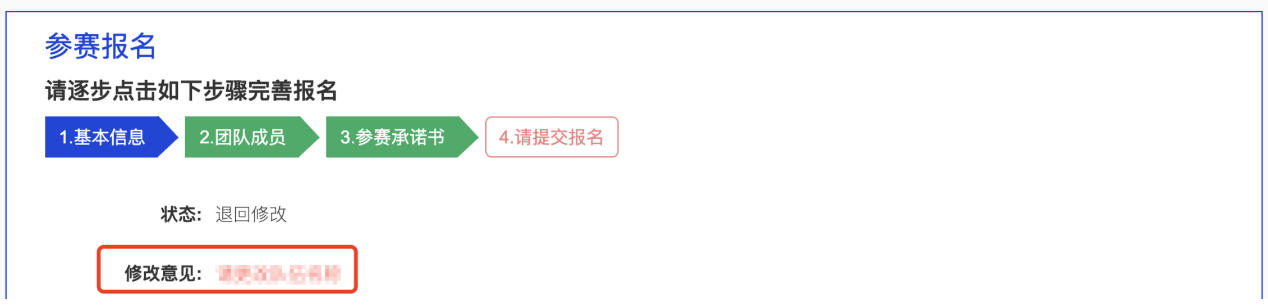 参赛报名
请逐步点击如下步骤完善报名
1.基本信息 2.团队成员 3.参赛承诺书 4.请提交报名
状态: 退回修改
修改意见: